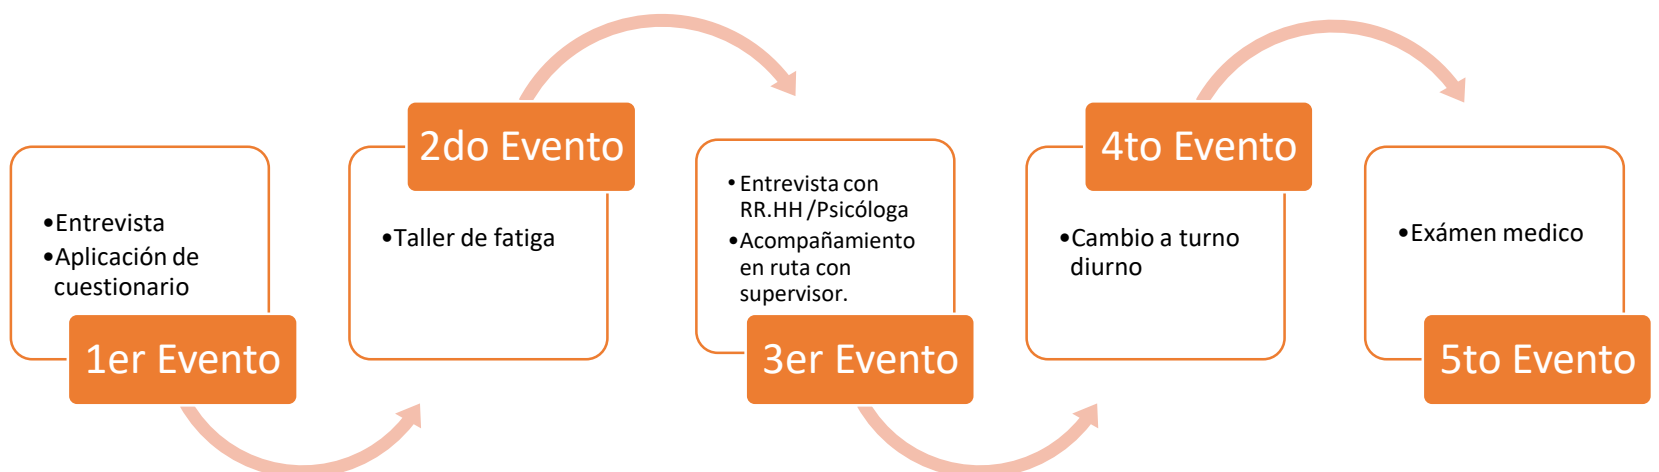 •Entrevista
•Aplicación de
cuestionario
1er Evento
2do Evento
•Taller de fatiga
•Entrevista con
RR.HH /Psicóloga
•Acompañamiento
en ruta con
supervisor.
3er Evento
4to Evento
•Cambio a turno
diurno
•Exámen medico
5to Evento